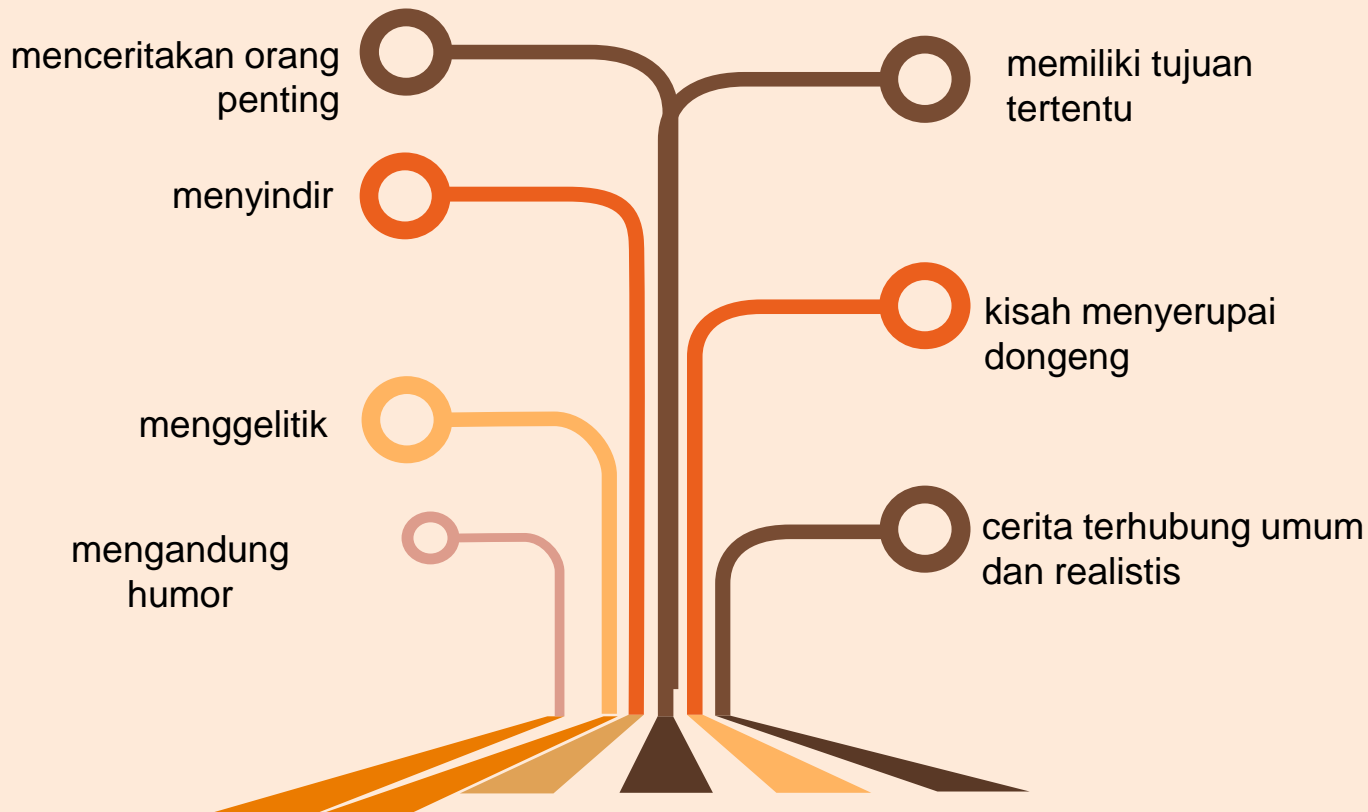 menceritakan orang
penting
menyindir
menggelitik
mengandung
humor
memiliki tujuan
tertentu
kisah menyerupai
dongeng
cerita terhubung umum
dan realistis